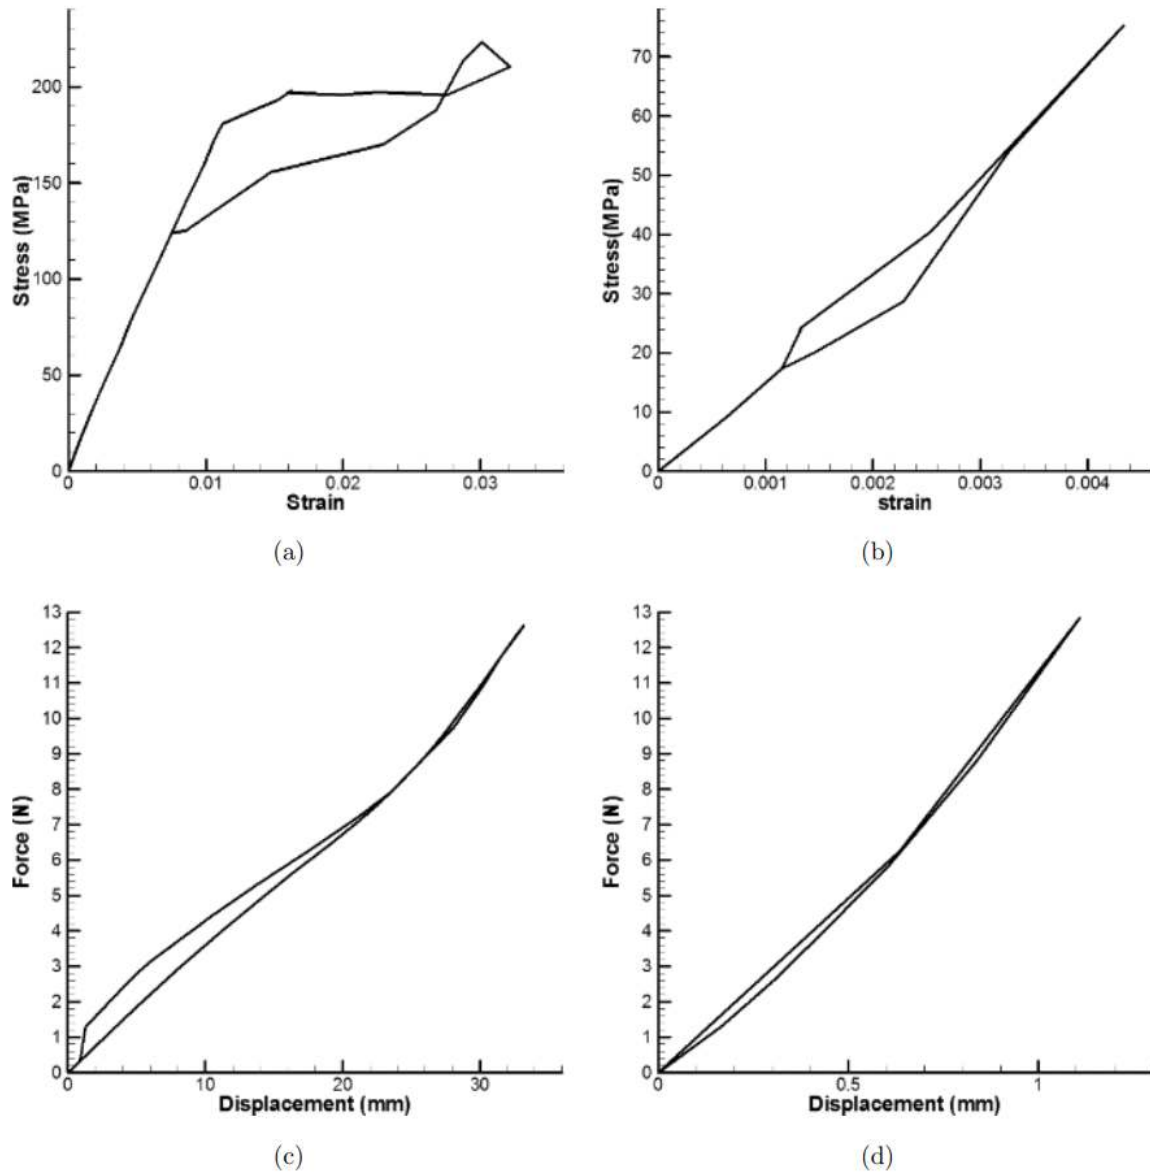 Stress (MPa)
200
150
100
50
0
0 0.01 0.02 0.03
Strain
(a)
Stress(MPa)
70
60
50
40
30
20
10
0
0 0.001 0.002 0.003 0.004
strain
(b)
Force (N)
13
12
11
10
9
8
7
6
5
4
3
2
1
0
0 10 20 30
Displacement (mm)
(c)
Force (N)
13
12
11
10
9
8
7
6
5
4
3
2
1
0
0 0.5 1
Displacement (mm)
(d)